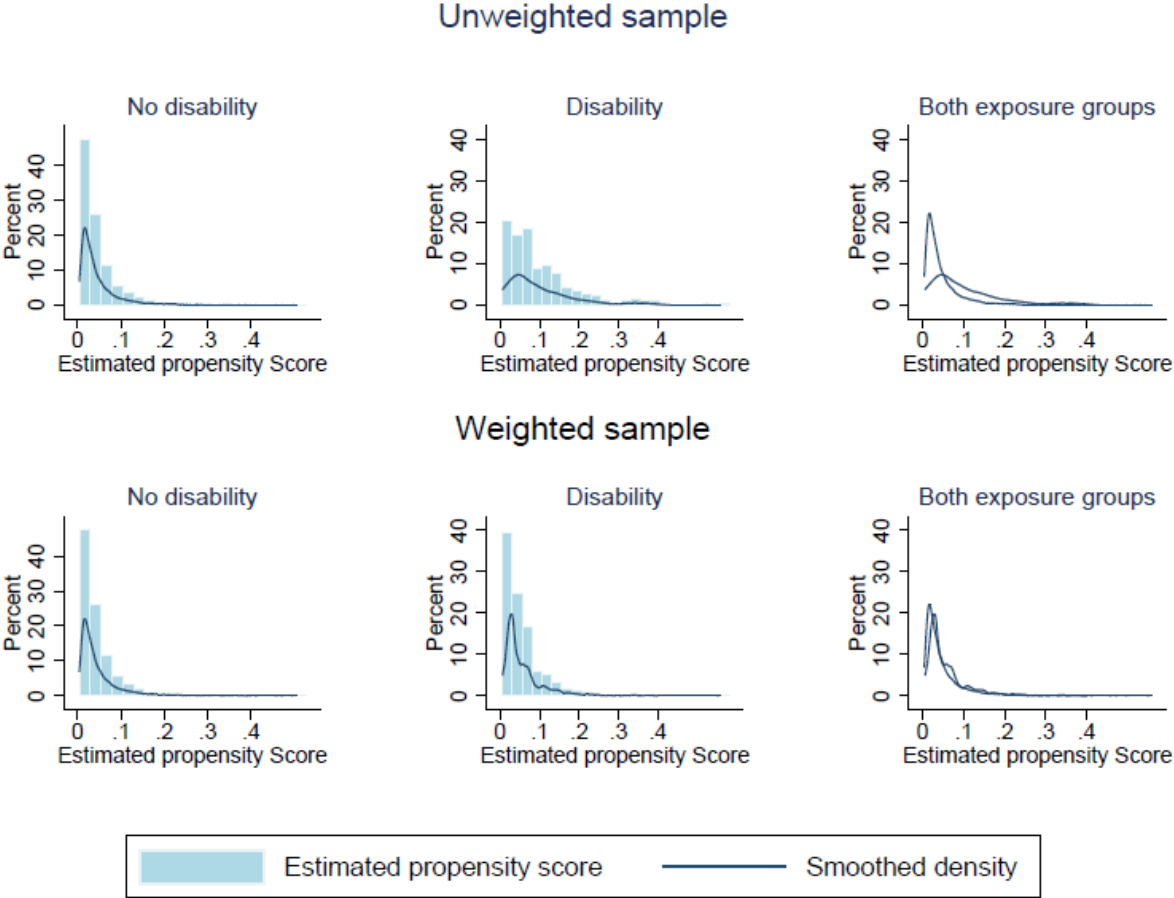 Unweighted sample
No disability
Disability
Both exposure groups
Percent
0 10 20 30 40
0 .1 .2 .3 .4
Estimated propensity Score
Percent
0 10 20 30 40
0 .1 .2 .3 .4
Estimated propensity Score
Percent
0 10 20 30 40
0 .1 .2 .3 .4
Estimated propensity Score
Weighted sample
No disability
Disability
Both exposure groups
Percent
0 10 20 30 40
0 .1 .2 .3 .4
Estimated propensity Score
Percent
0 10 20 30 40
0 .1 .2 .3 .4
Estimated propensity Score
Percent
0 10 20 30 40
0 .1 .2 .3 .4
Estimated propensity Score
Estimated propensity score
Smoothed density